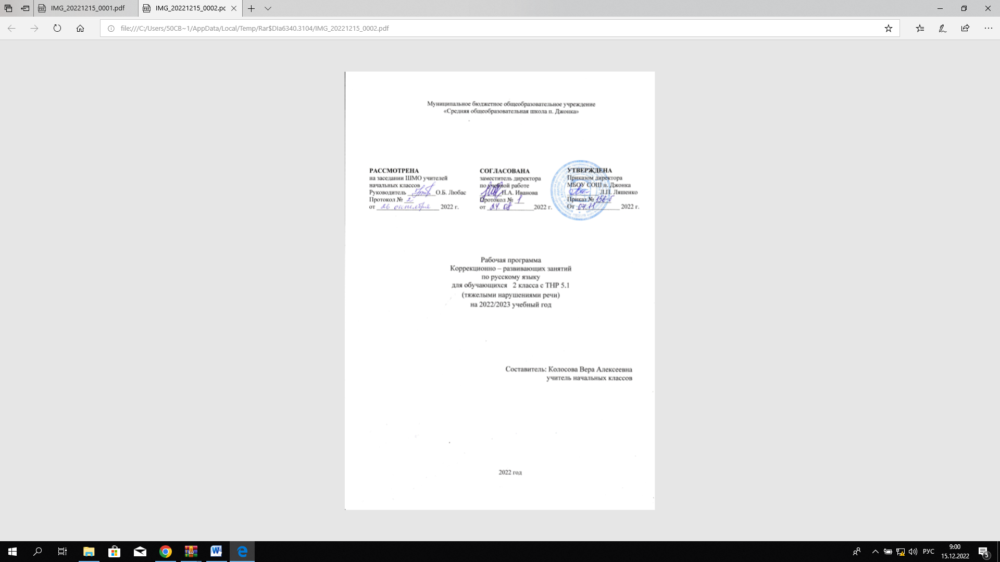 IMG_20221215_0001.pdf
IMG_20221215_0002.pd
file:///C:/Users/50CB~1/AppData/Local/Temp/Rar$DIa6340.3104/IMG_20221215_0002.pdf
Муниципальное бюджетное общеобразовательное учреждение
«Средняя общеобразовательная школа п. Джонка»
РАССМОТРЕНА
на заседании ШМО учителей
начальных классов
Руководитель ________ О.Б. Любас
Протокол № 2
от 26 сентября 2022 г.
СОГЛАСОВАНА
заместитель директора
по учебной работе
Н.А. Иванова
Протокол № 1
от 24.08 2022 г.
УТВЕРЖДЕНА
Приказом директора
МБОУ СОШ п. Джонка
Л.П. Ляшенко
Приказ № 156-б
От 07.11 2022 г.
Рабочая программа
Коррекционно – развивающих занятий
по русскому языку
для обучающихся 2 класса с ТНР 5.1
(тяжелыми нарушениями речи)
на 2022/2023 учебный год
Составитель: Колосова Вера Алексеевна
учитель начальных классов
2022 год
РУС
9:00
15.12.2022
5